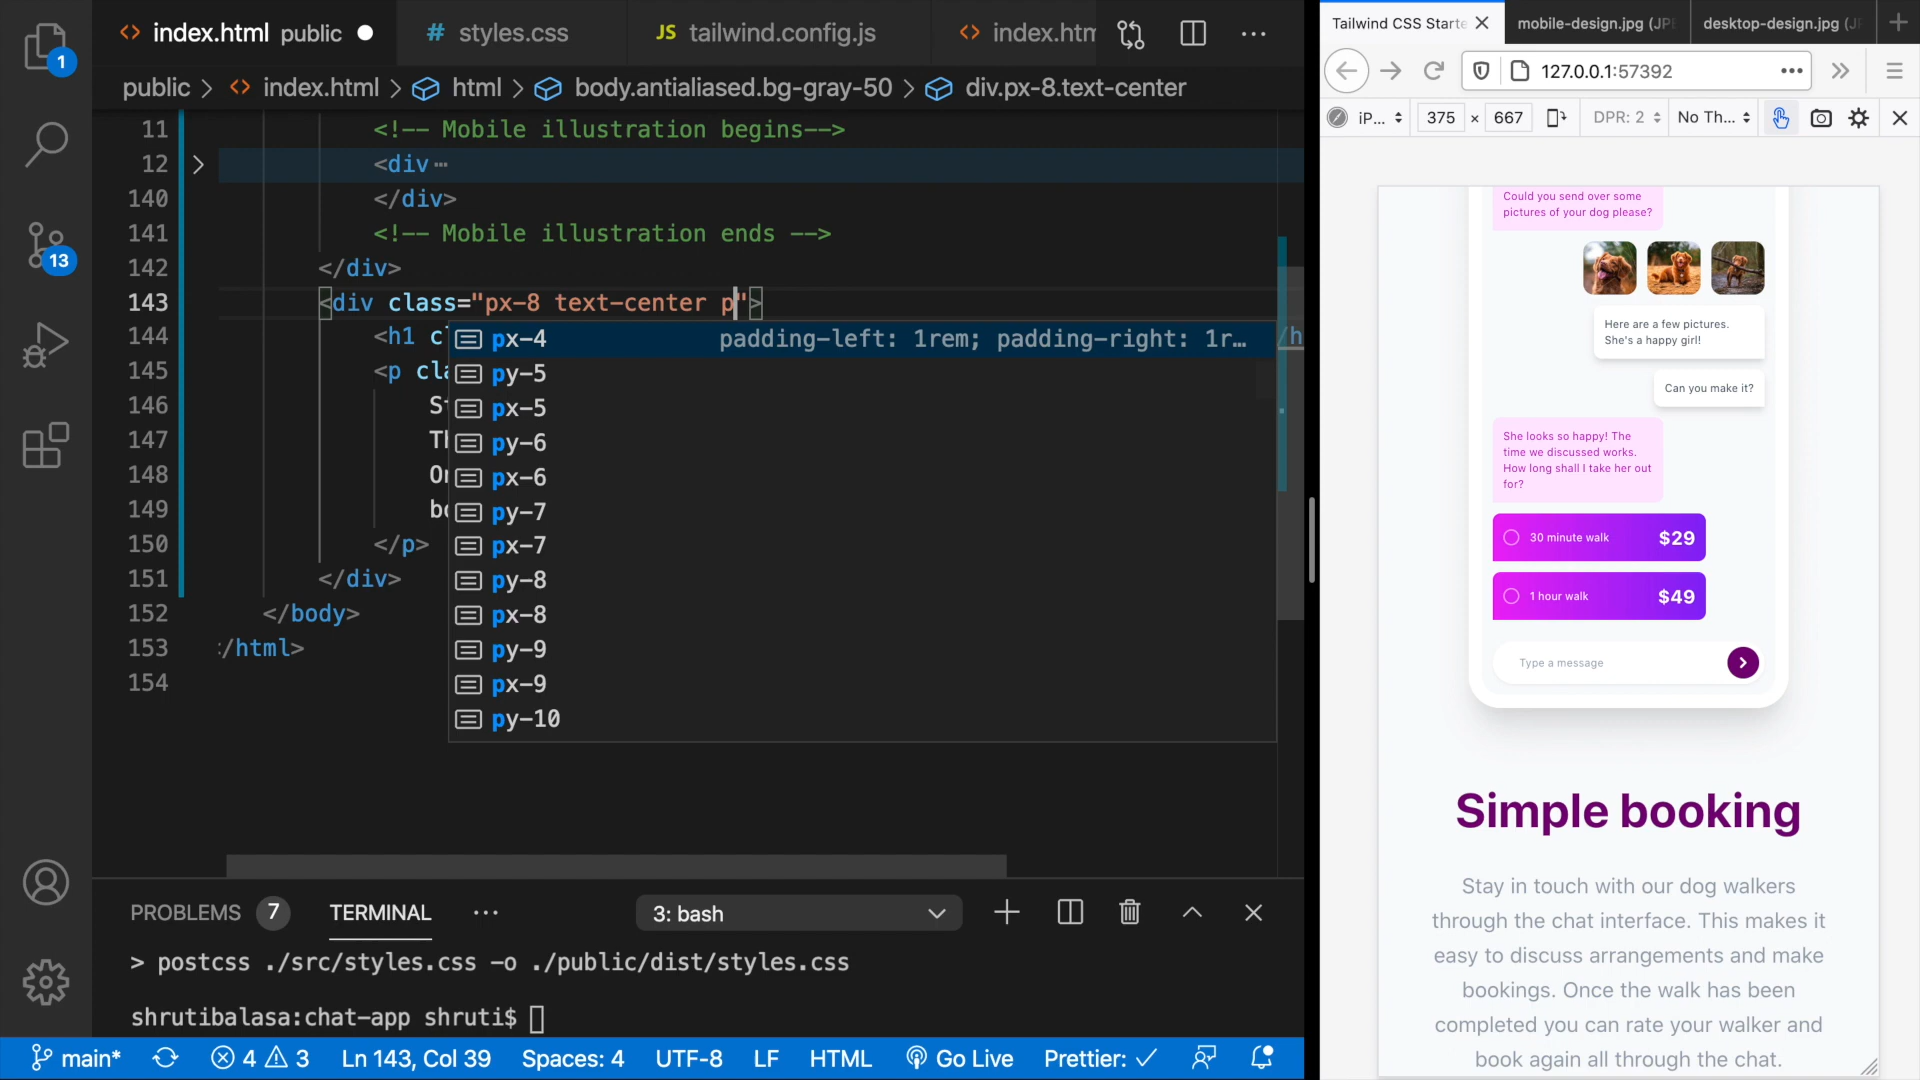 index.html public
# styles.css
JS tailwind.config.js
index.htm
1
public > index.html > html > body.antialiased.bg-gray-50 > div.px-8.text-center
11 <!-- Mobile illustration begins-->
12 <div
140 </div>
141 <!-- Mobile illustration ends -->
142 </div>
143 <div class="px-8 text-center p">
144 <h1 c
145 <p cla
146 St
147 Th
148 On
149 bo
150 </p>
151 </div>
152 </body>
153 </html>
154
px-4 padding-left: 1rem; padding-right: 1r…
/h
py-5
px-5
py-6
px-6
py-7
px-7
py-8
px-8
py-9
px-9
py-10
13
PROBLEMS 7 TERMINAL ... 3: bash
> postcss ./src/styles.css -o ./public/dist/styles.css
shrutibalasa:chat-app shruti$
main* 4 3 Ln 143, Col 39 Spaces: 4 UTF-8 LF HTML Go Live Prettier: ✓
Tailwind CSS Starte
mobile-design.jpg (JPE
desktop-design.jpg (JF
127.0.0.1:57392
iP... 375 × 667 DPR: 2 No Th...
Could you send over some
pictures of your dog please?
Here are a few pictures.
She's a happy girl!
Can you make it?
She looks so happy! The
time we discussed works.
How long shall I take her out
for?
30 minute walk $29
1 hour walk $49
Type a message
Simple booking
Stay in touch with our dog walkers
through the chat interface. This makes it
easy to discuss arrangements and make
bookings. Once the walk has been
completed you can rate your walker and
book again all through the chat.